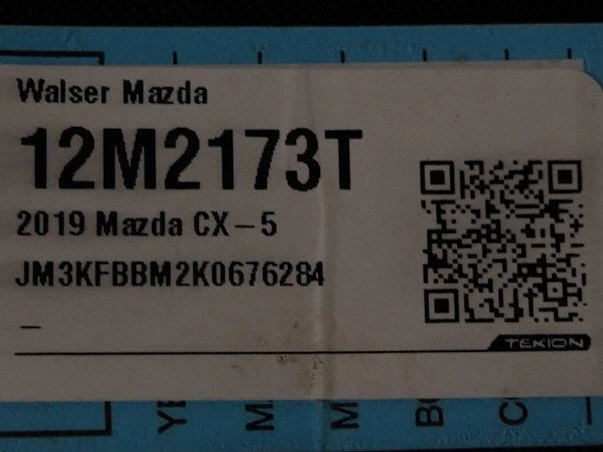 Walser Mazda
12M2173T
2019 Mazda CX-5
JM3KFBBM2K0676284
–
TEKION